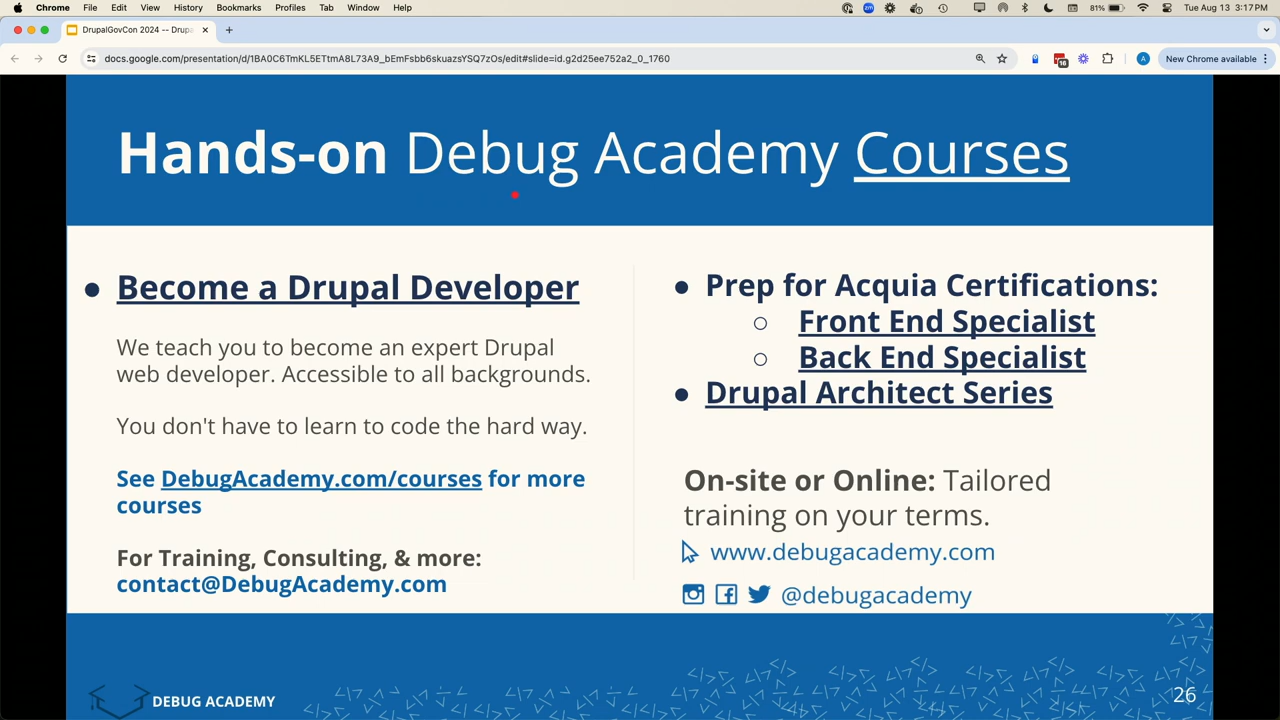 Chrome File Edit View History Bookmarks Profiles Tab Window Help
81% Tue Aug 13 3:17 PM
DrupalGovCon 2024 -- Drupa
docs.google.com/presentation/d/1BA0C6TmKL5ETtmA8L73A9_bEmFsbb6skuazsYSQ7zOs/edit#slide=id.g2d25ee752a2_0_1760
16
A
New Chrome available
Hands-on Debug Academy Courses
● Become a Drupal Developer
We teach you to become an expert Drupal
web developer. Accessible to all backgrounds.
You don't have to learn to code the hard way.
See DebugAcademy.com/courses for more
courses
For Training, Consulting, & more:
contact@DebugAcademy.com
● Prep for Acquia Certifications:
○ Front End Specialist
○ Back End Specialist
● Drupal Architect Series
On-site or Online: Tailored
training on your terms.
www.debugacademy.com
@debugacademy
DEBUG ACADEMY
26